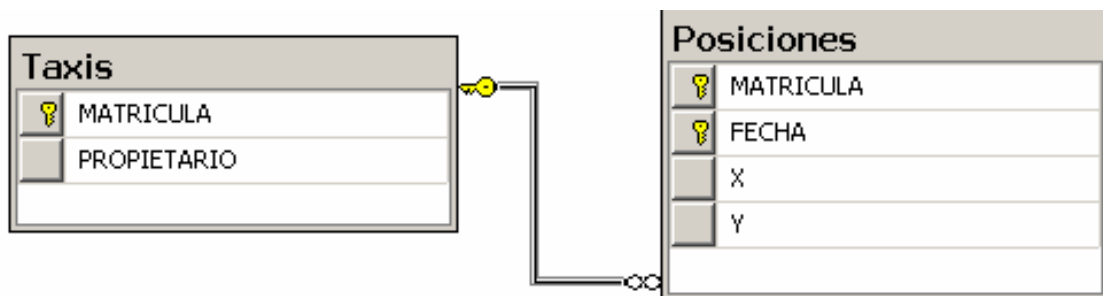 Taxis
MATRICULA
PROPIETARIO
Posiciones
MATRICULA
FECHA
X
Y